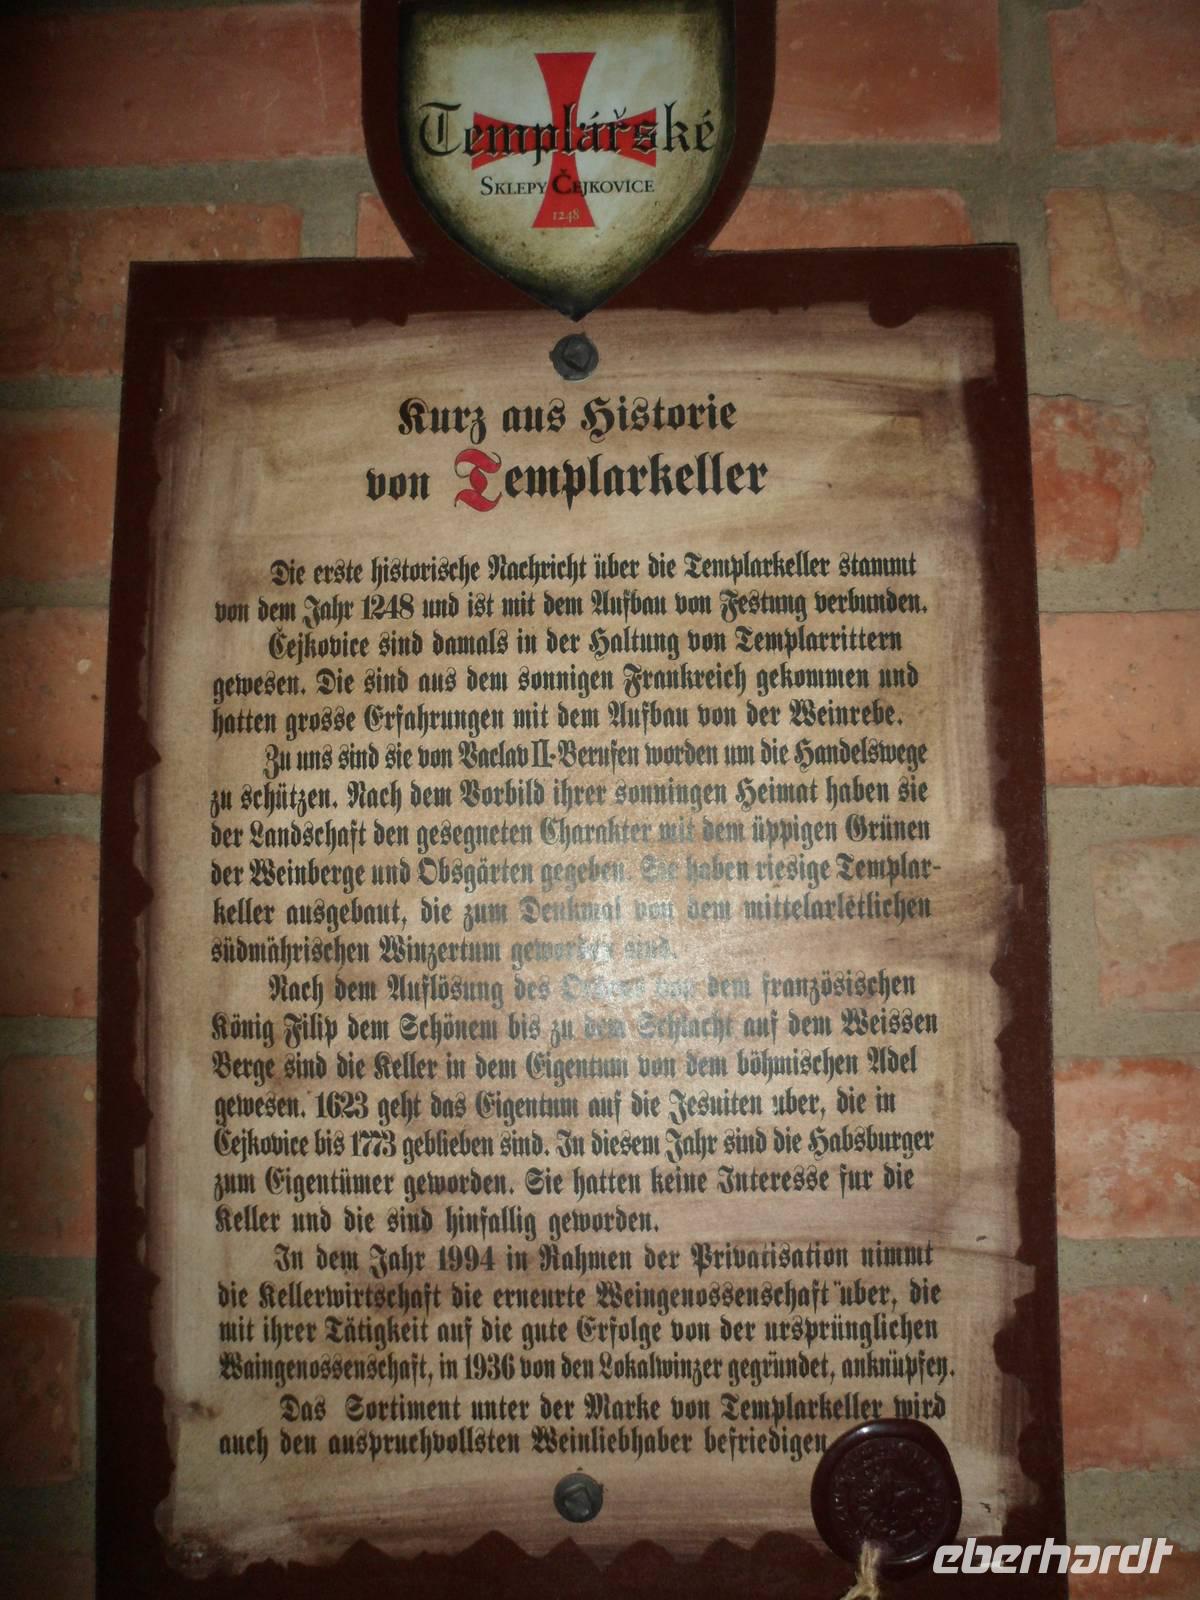 Templářské
SKLEPY ČEJKOVICE
1248
Kurz aus Historie
von Templarkeller
Die erste historische Nachricht über die Templarkeller stammt
von dem Jahr 1248 und ist mit dem Aufbau von Festung verbunden.
Čejkovice sind damals in der Haltung von Templarrittern
gewesen. Die sind aus dem sonnigen Frankreich gekommen und
hatten grosse Erfahrungen mit dem Aufbau von der Weinrebe.
Zu uns sind sie von Vaclav II. Berufen worden um die Handelswege
zu schützen. Nach dem Vorbild ihrer sonningen Heimat haben sie
der Landschaft den gesegneten Charakter mit dem üppigen Grünen
der Weinberge und Obsgärten gegeben. Sie haben riesige Templar-
keller ausgebaut, die zum Denkmal von dem mittelarletlichen
südmährischen Winzertum geworden sind.
Nach dem Auflösung des Ordens von dem französischen
König Filip dem Schönem bis zu dem Schlacht auf dem Weissen
Berge sind die Keller in dem Eigentum von dem böhmischen Adel
gewesen. 1623 geht das Eigentum auf die Jesuiten uber, die in
Cejkovice bis 1773 geblieben sind. In diesem Jahr sind die Habsburger
zum Eigentümer geworden. Sie hatten keine Interesse fur die
Keller und die sind hinfallig geworden.
In dem Jahr 1994 in Rahmen der Privatisation nimmt
die Kellerwirtschaft die erneurte Weingenossenschaft über, die
mit ihrer Tätigkeit auf die gute Erfolge von der ursprünglichen
Waingenossenschaft, in 1936 von den Lokalwinzer gegründet, anknüpfen.
Das Sortiment unter der Marke von Templarkeller wird
auch den auspruchvollsten Weinliebhaber befriedigen
eberhardt